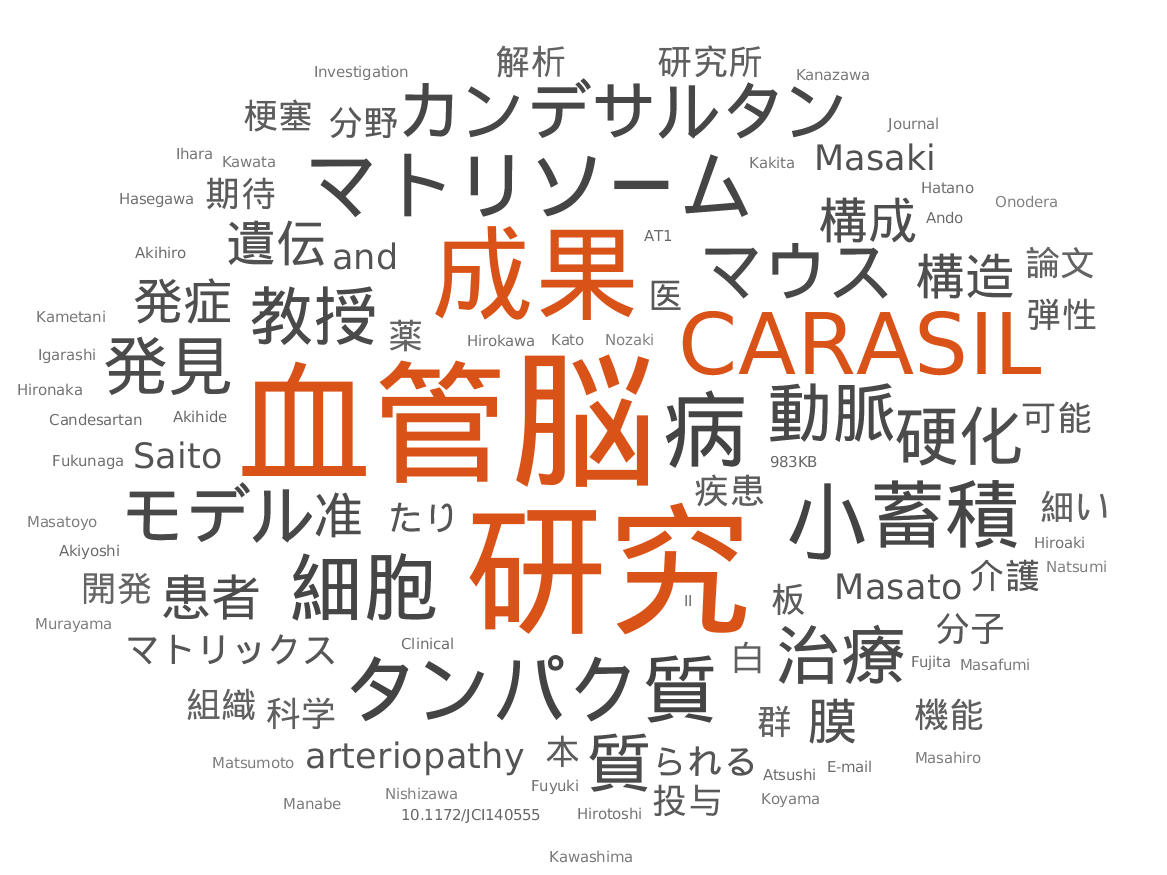 解析 研究所
Investigation Kanazawa
カンデサルタン
梗塞 分野 Journal
Ihara Kawata マトリソーム Kakita Masaki
Hasegawa 期待 Hatano Onodera
遺伝 and 成果 AT1 構成 Ando
Akihiro マウス 構造 論文
発症 教授 医 弾性
Kametani 薬 Hirokawa Kato Nozaki CARASIL
Igarashi 発見
Hironaka 血管脳 病 動脈 硬化 可能
Candesartan Akihide
Fukunaga Saito 983KB
疾患
Masatoyo モデル 准 たり 小 蓄積 細い
Akiyoshi 研究 Hiroaki
開発 患者 細胞 II 板 Masato 介護 Natsumi
Murayama 分子
マトリックス Clinical 白 治療 Fujita Masafumi
タンパク質
組織 科学 群 膜 機能
Matsumoto arteriopathy 本 質 られる Atsushi E-mail Masahiro
Manabe Nishizawa Fuyuki 投与 Koyama
10.1172/JCI140555 Hirotoshi
Kawashima